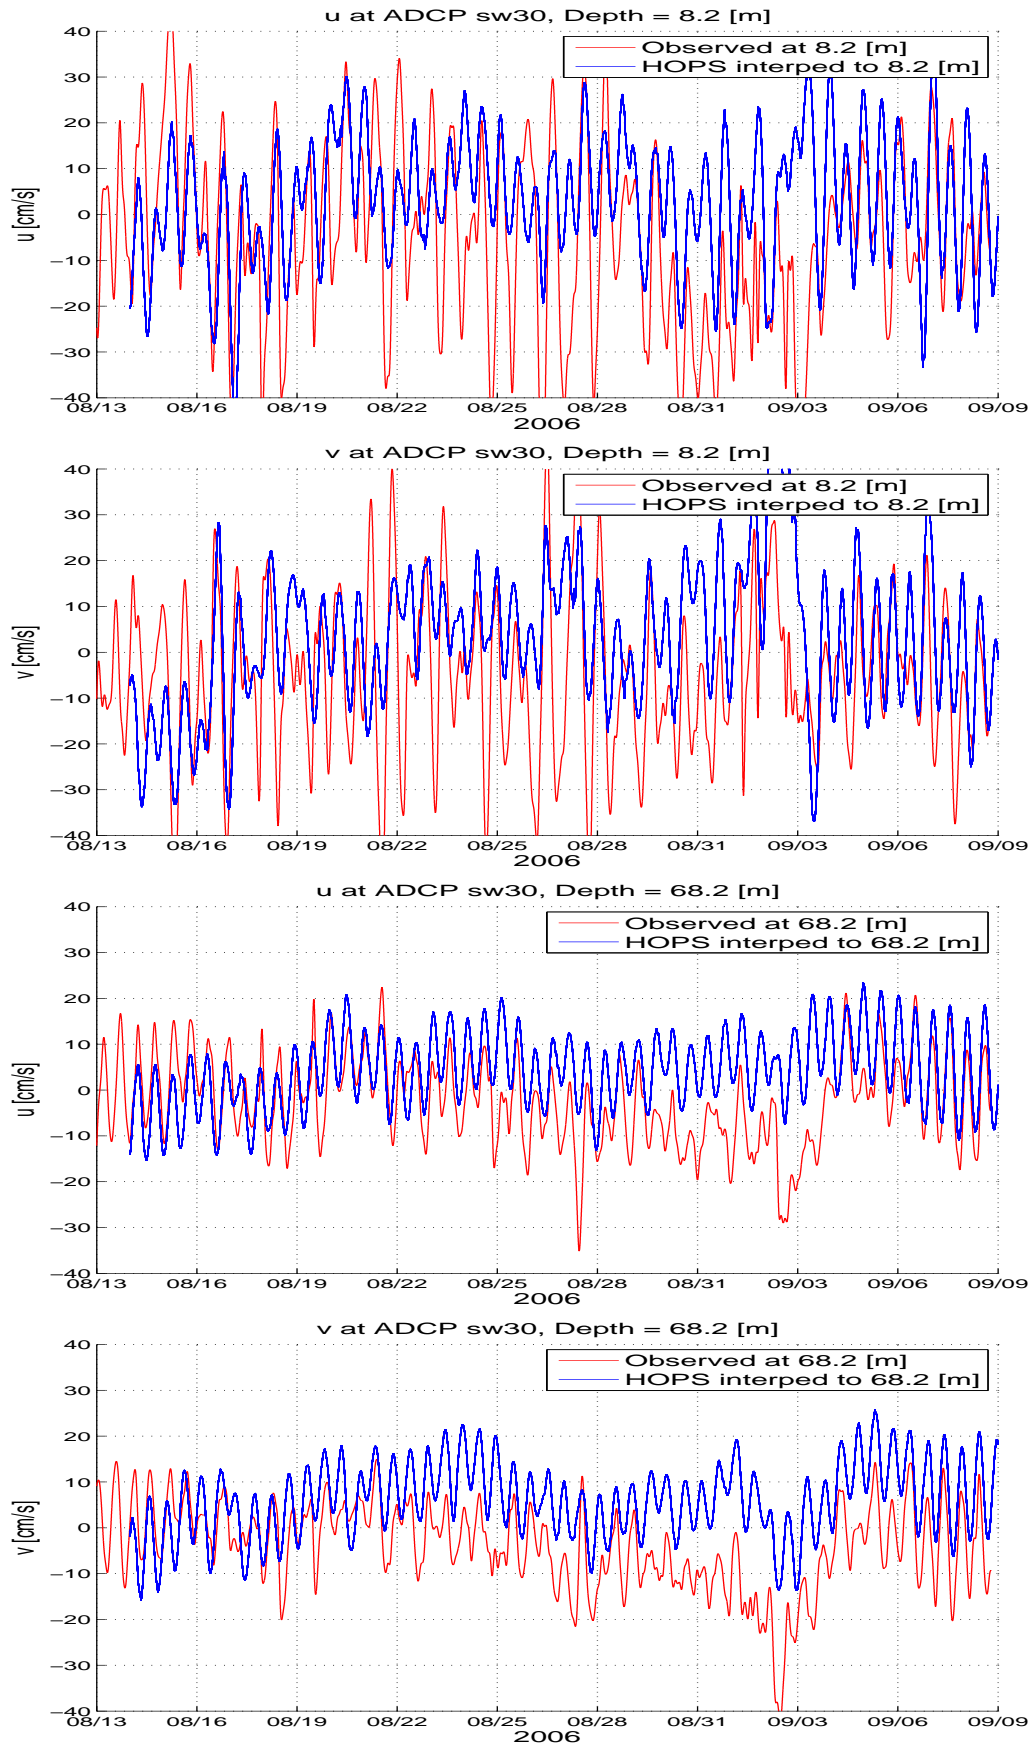 u at ADCP sw30, Depth = 8.2 [m]
Observed at 8.2 [m]
HOPS interped to 8.2 [m]
u [cm/s]
40
30
20
10
0
−10
−20
−30
−40
08/13 08/16 08/19 08/22 08/25 08/28 08/31 09/03 09/06 09/09
2006
v at ADCP sw30, Depth = 8.2 [m]
Observed at 8.2 [m]
HOPS interped to 8.2 [m]
v [cm/s]
40
30
20
10
0
−10
−20
−30
−40
08/13 08/16 08/19 08/22 08/25 08/28 08/31 09/03 09/06 09/09
2006
u at ADCP sw30, Depth = 68.2 [m]
Observed at 68.2 [m]
HOPS interped to 68.2 [m]
u [cm/s]
40
30
20
10
0
−10
−20
−30
−40
08/13 08/16 08/19 08/22 08/25 08/28 08/31 09/03 09/06 09/09
2006
v at ADCP sw30, Depth = 68.2 [m]
Observed at 68.2 [m]
HOPS interped to 68.2 [m]
v [cm/s]
40
30
20
10
0
−10
−20
−30
−40
08/13 08/16 08/19 08/22 08/25 08/28 08/31 09/03 09/06 09/09
2006